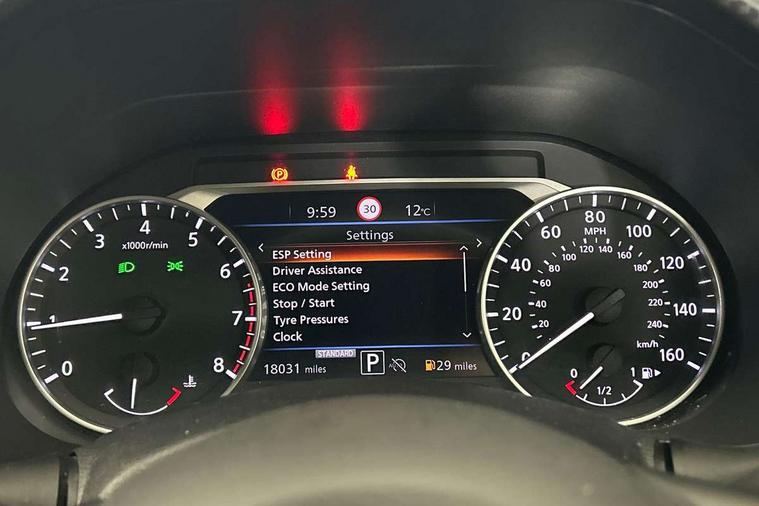 P
9:59 30 12°C
Settings
ESP Setting
Driver Assistance
ECO Mode Setting
Stop / Start
Tyre Pressures
Clock
STANDARD
18031 miles P 29 miles
x1000r/min
0 1 2 3 4 5 6 7 8
MPH
0 20 40 60 80 100 120 140 160
20 40 60 80 100 120 140 160 180 200 220 240
km/h
0 1/2 1